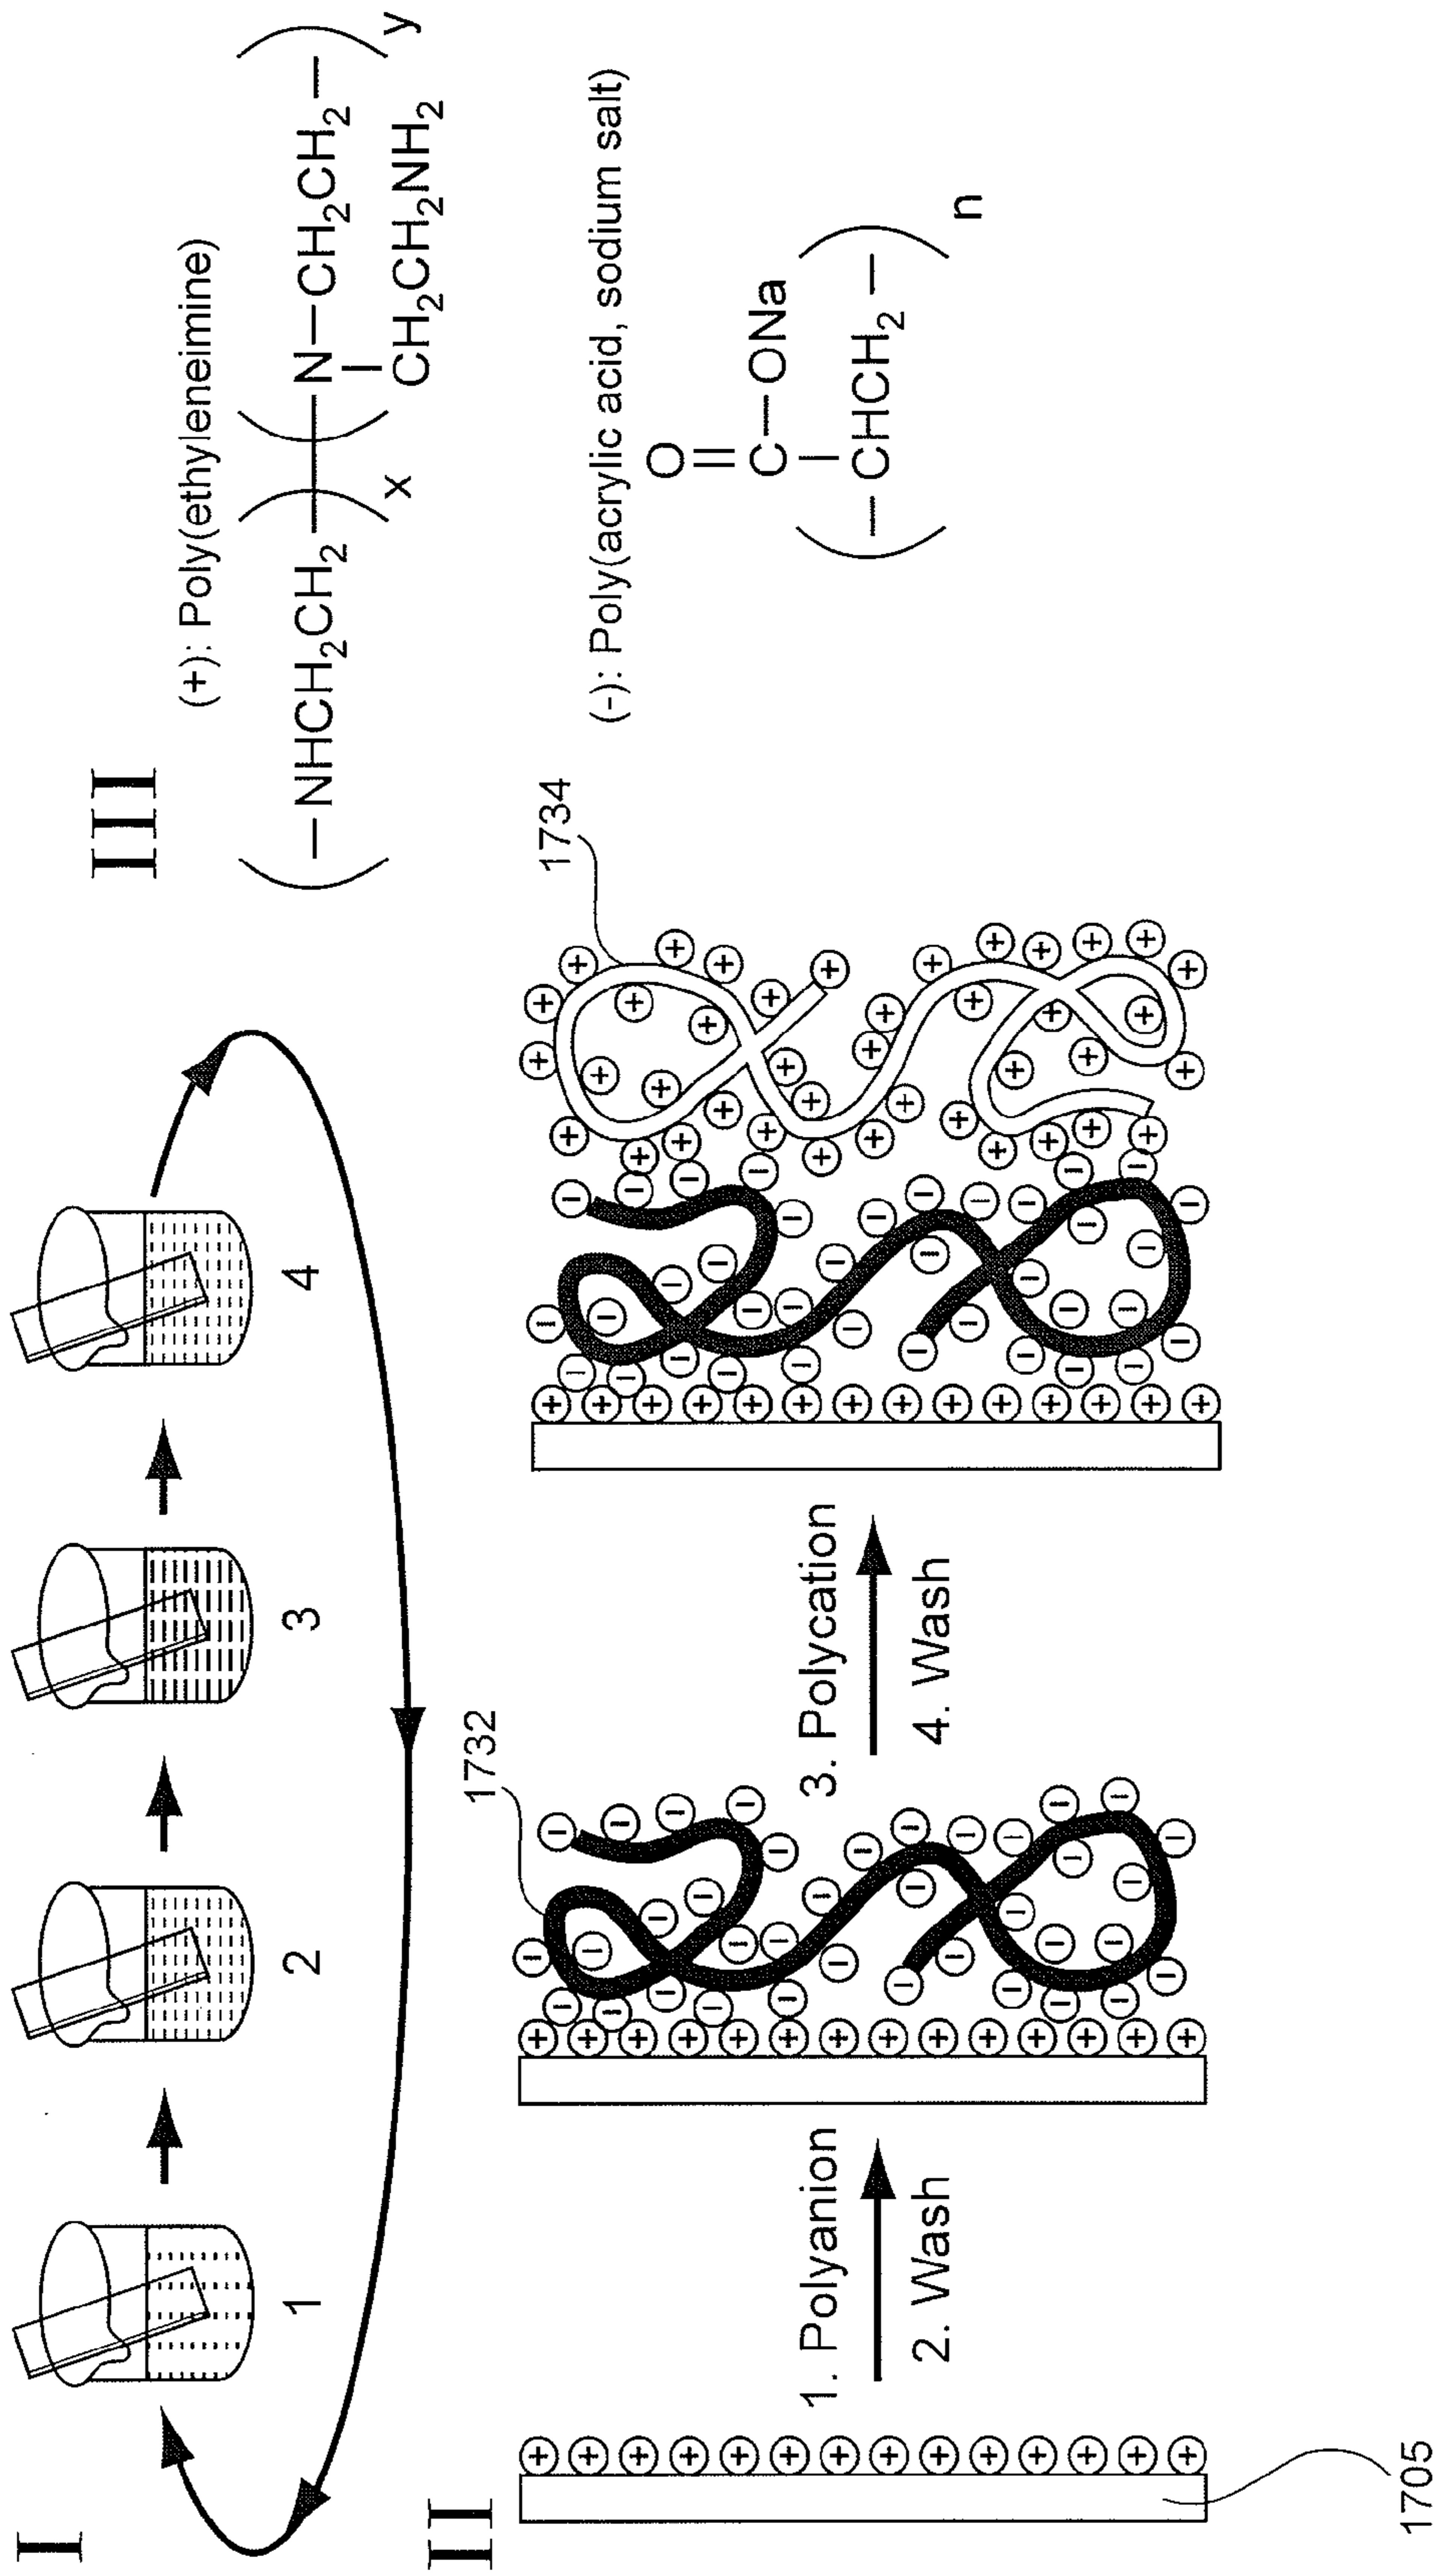 I
1
2
3
4
II
1705
1. Polyanion
2. Wash
1732
3. Polycation
4. Wash
1734
III
(+): Poly(ethyleneimine)
(—NHCH2CH2—)x(—N—CH2CH2—)y
CH2CH2NH2
(-): Poly(acrylic acid, sodium salt)
O
C—ONa
(—CHCH2—)n